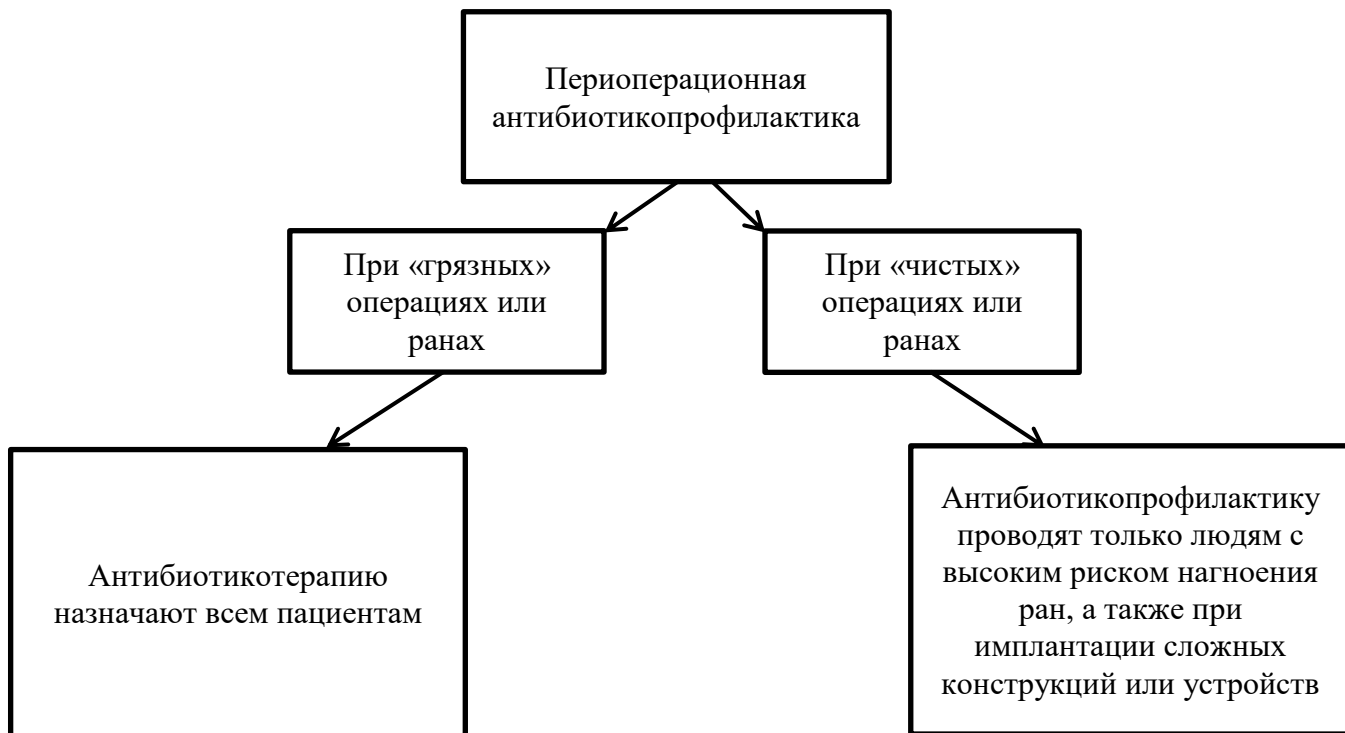 Периоперационная
антибиотикопрофилактика
При «грязных»
операциях или
ранах
При «чистых»
операциях или
ранах
Антибиотикотерапию
назначают всем пациентам
Антибиотикопрофилактику
проводят только людям с
высоким риском нагноения
ран, а также при
имплантации сложных
конструкций или устройств